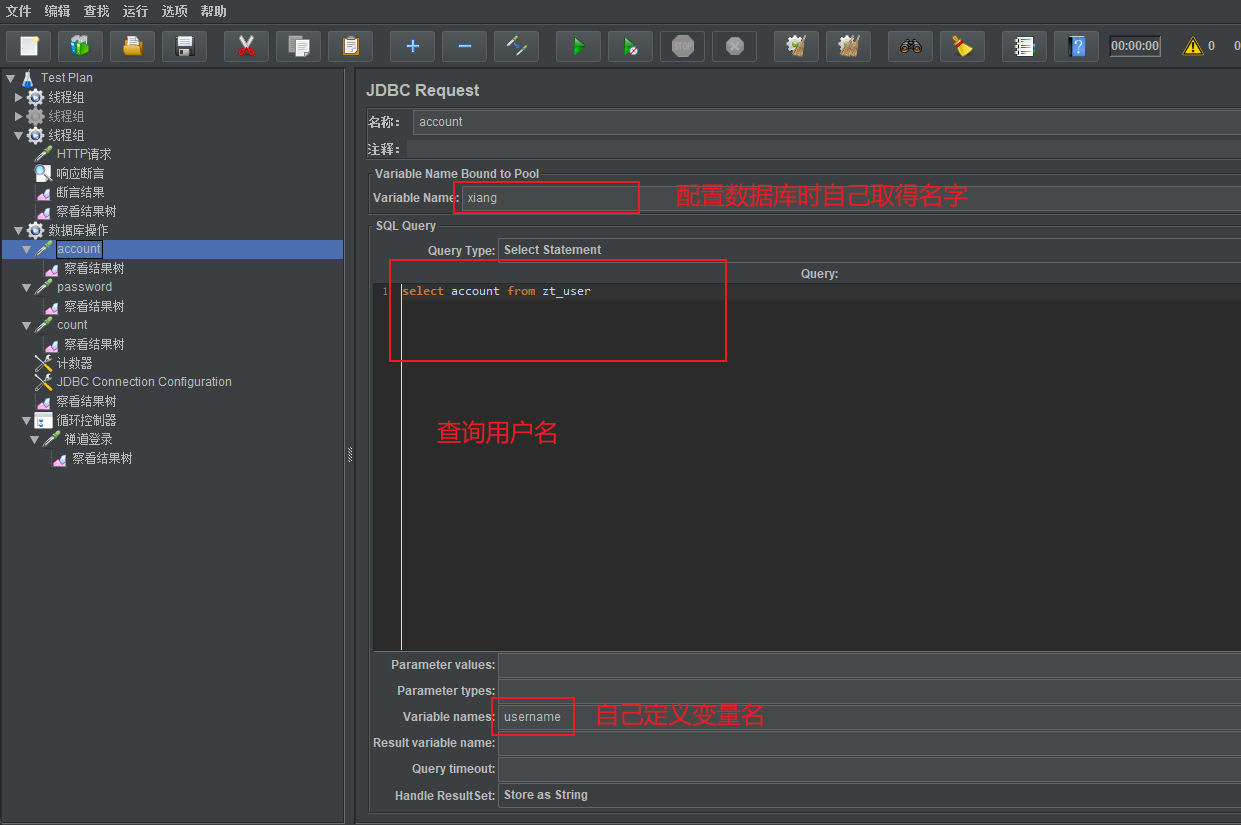 文件 编辑 查找 运行 选项 帮助
STOP
00:00:00
0
0
Test Plan
线程组
线程组
线程组
HTTP请求
响应断言
断言结果
察看结果树
数据库操作
account
察看结果树
password
察看结果树
count
察看结果树
计数器
JDBC Connection Configuration
察看结果树
循环控制器
禅道登录
察看结果树
JDBC Request
名称： account
注释：
Variable Name Bound to Pool
Variable Name: xiang 配置数据库时自己取得名字
SQL Query
Query Type: Select Statement
Query:
1 select account from zt_user
查询用户名
Parameter values:
Parameter types:
Variable names: username 自己定义变量名
Result variable name:
Query timeout:
Handle ResultSet: Store as String